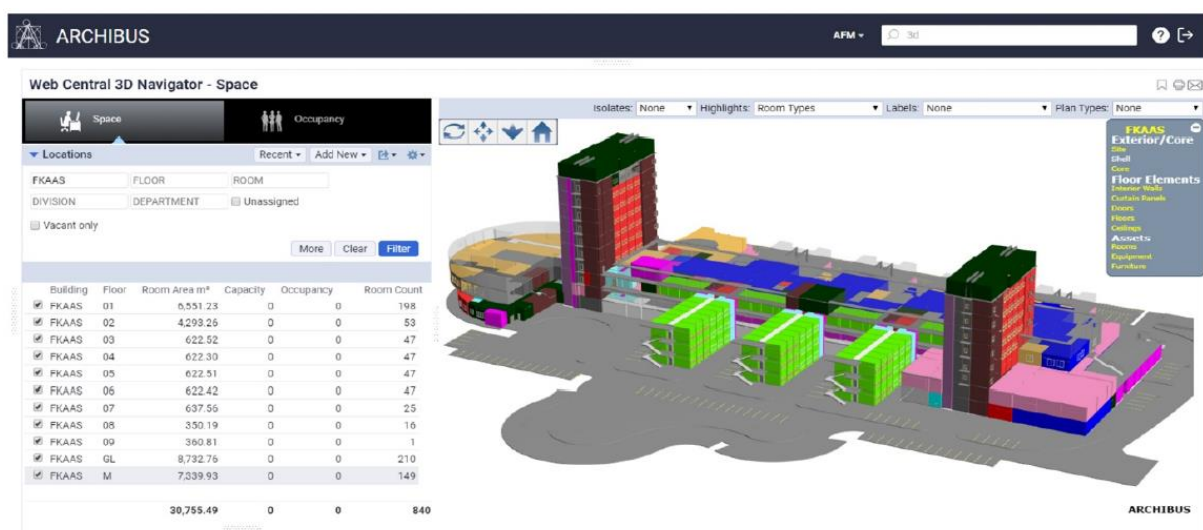 ARCHIBUS
AFM
3d
Web Central 3D Navigator - Space
Space
Occupancy
Isolates: None Highlights: Room Types Labels: None Plan Types: None
Locations
Recent Add New
FKAAS FLOOR ROOM
DIVISION DEPARTMENT Unassigned
Vacant only
More Clear Filter
Building Floor Room Area m² Capacity Occupancy Room Count
FKAAS 01 6,551.23 0 0 198
FKAAS 02 4,293.26 0 0 53
FKAAS 03 622.52 0 0 47
FKAAS 04 622.30 0 0 47
FKAAS 05 622.51 0 0 47
FKAAS 06 622.42 0 0 47
FKAAS 07 637.56 0 0 25
FKAAS 08 350.19 0 0 16
FKAAS 09 360.81 0 0 1
FKAAS GL 8,732.76 0 0 210
FKAAS M 7,339.93 0 0 149
30,755.49 0 0 840
FKAAS
Exterior/Core
Site
Shell
Core
Floor Elements
Interior Walls
Curtain Panels
Doors
Floors
Ceilings
Assets
Rooms
Equipment
Furniture
ARCHIBUS